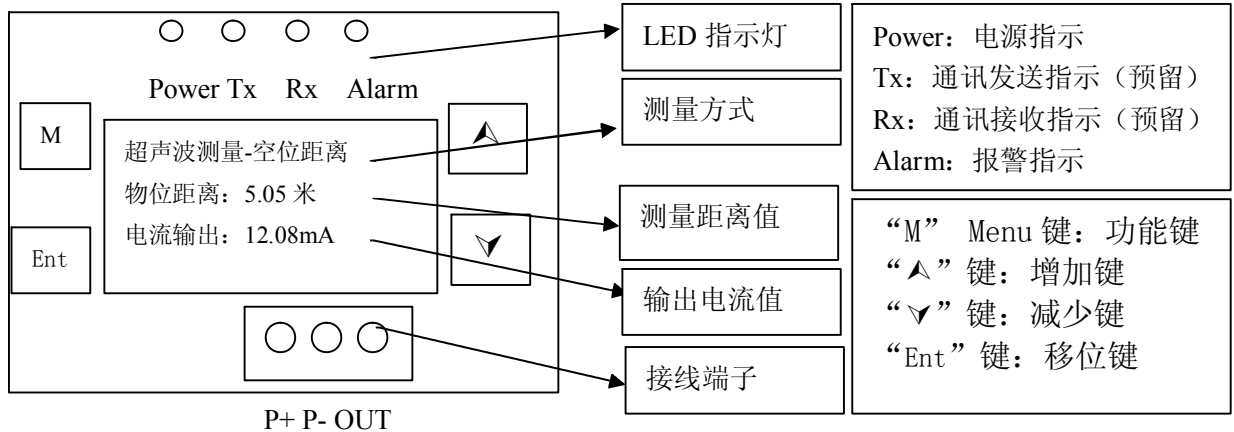 Power Tx Rx Alarm
M
Ent
超声波测量-空位距离
物位距离：5.05 米
电流输出：12.08mA
P+ P- OUT
LED 指示灯
测量方式
测量距离值
输出电流值
接线端子
Power：电源指示
Tx：通讯发送指示（预留）
Rx：通讯接收指示（预留）
Alarm：报警指示
“M” Menu 键：功能键
“⮝”键：增加键
“⮟”键：减少键
“Ent”键：移位键